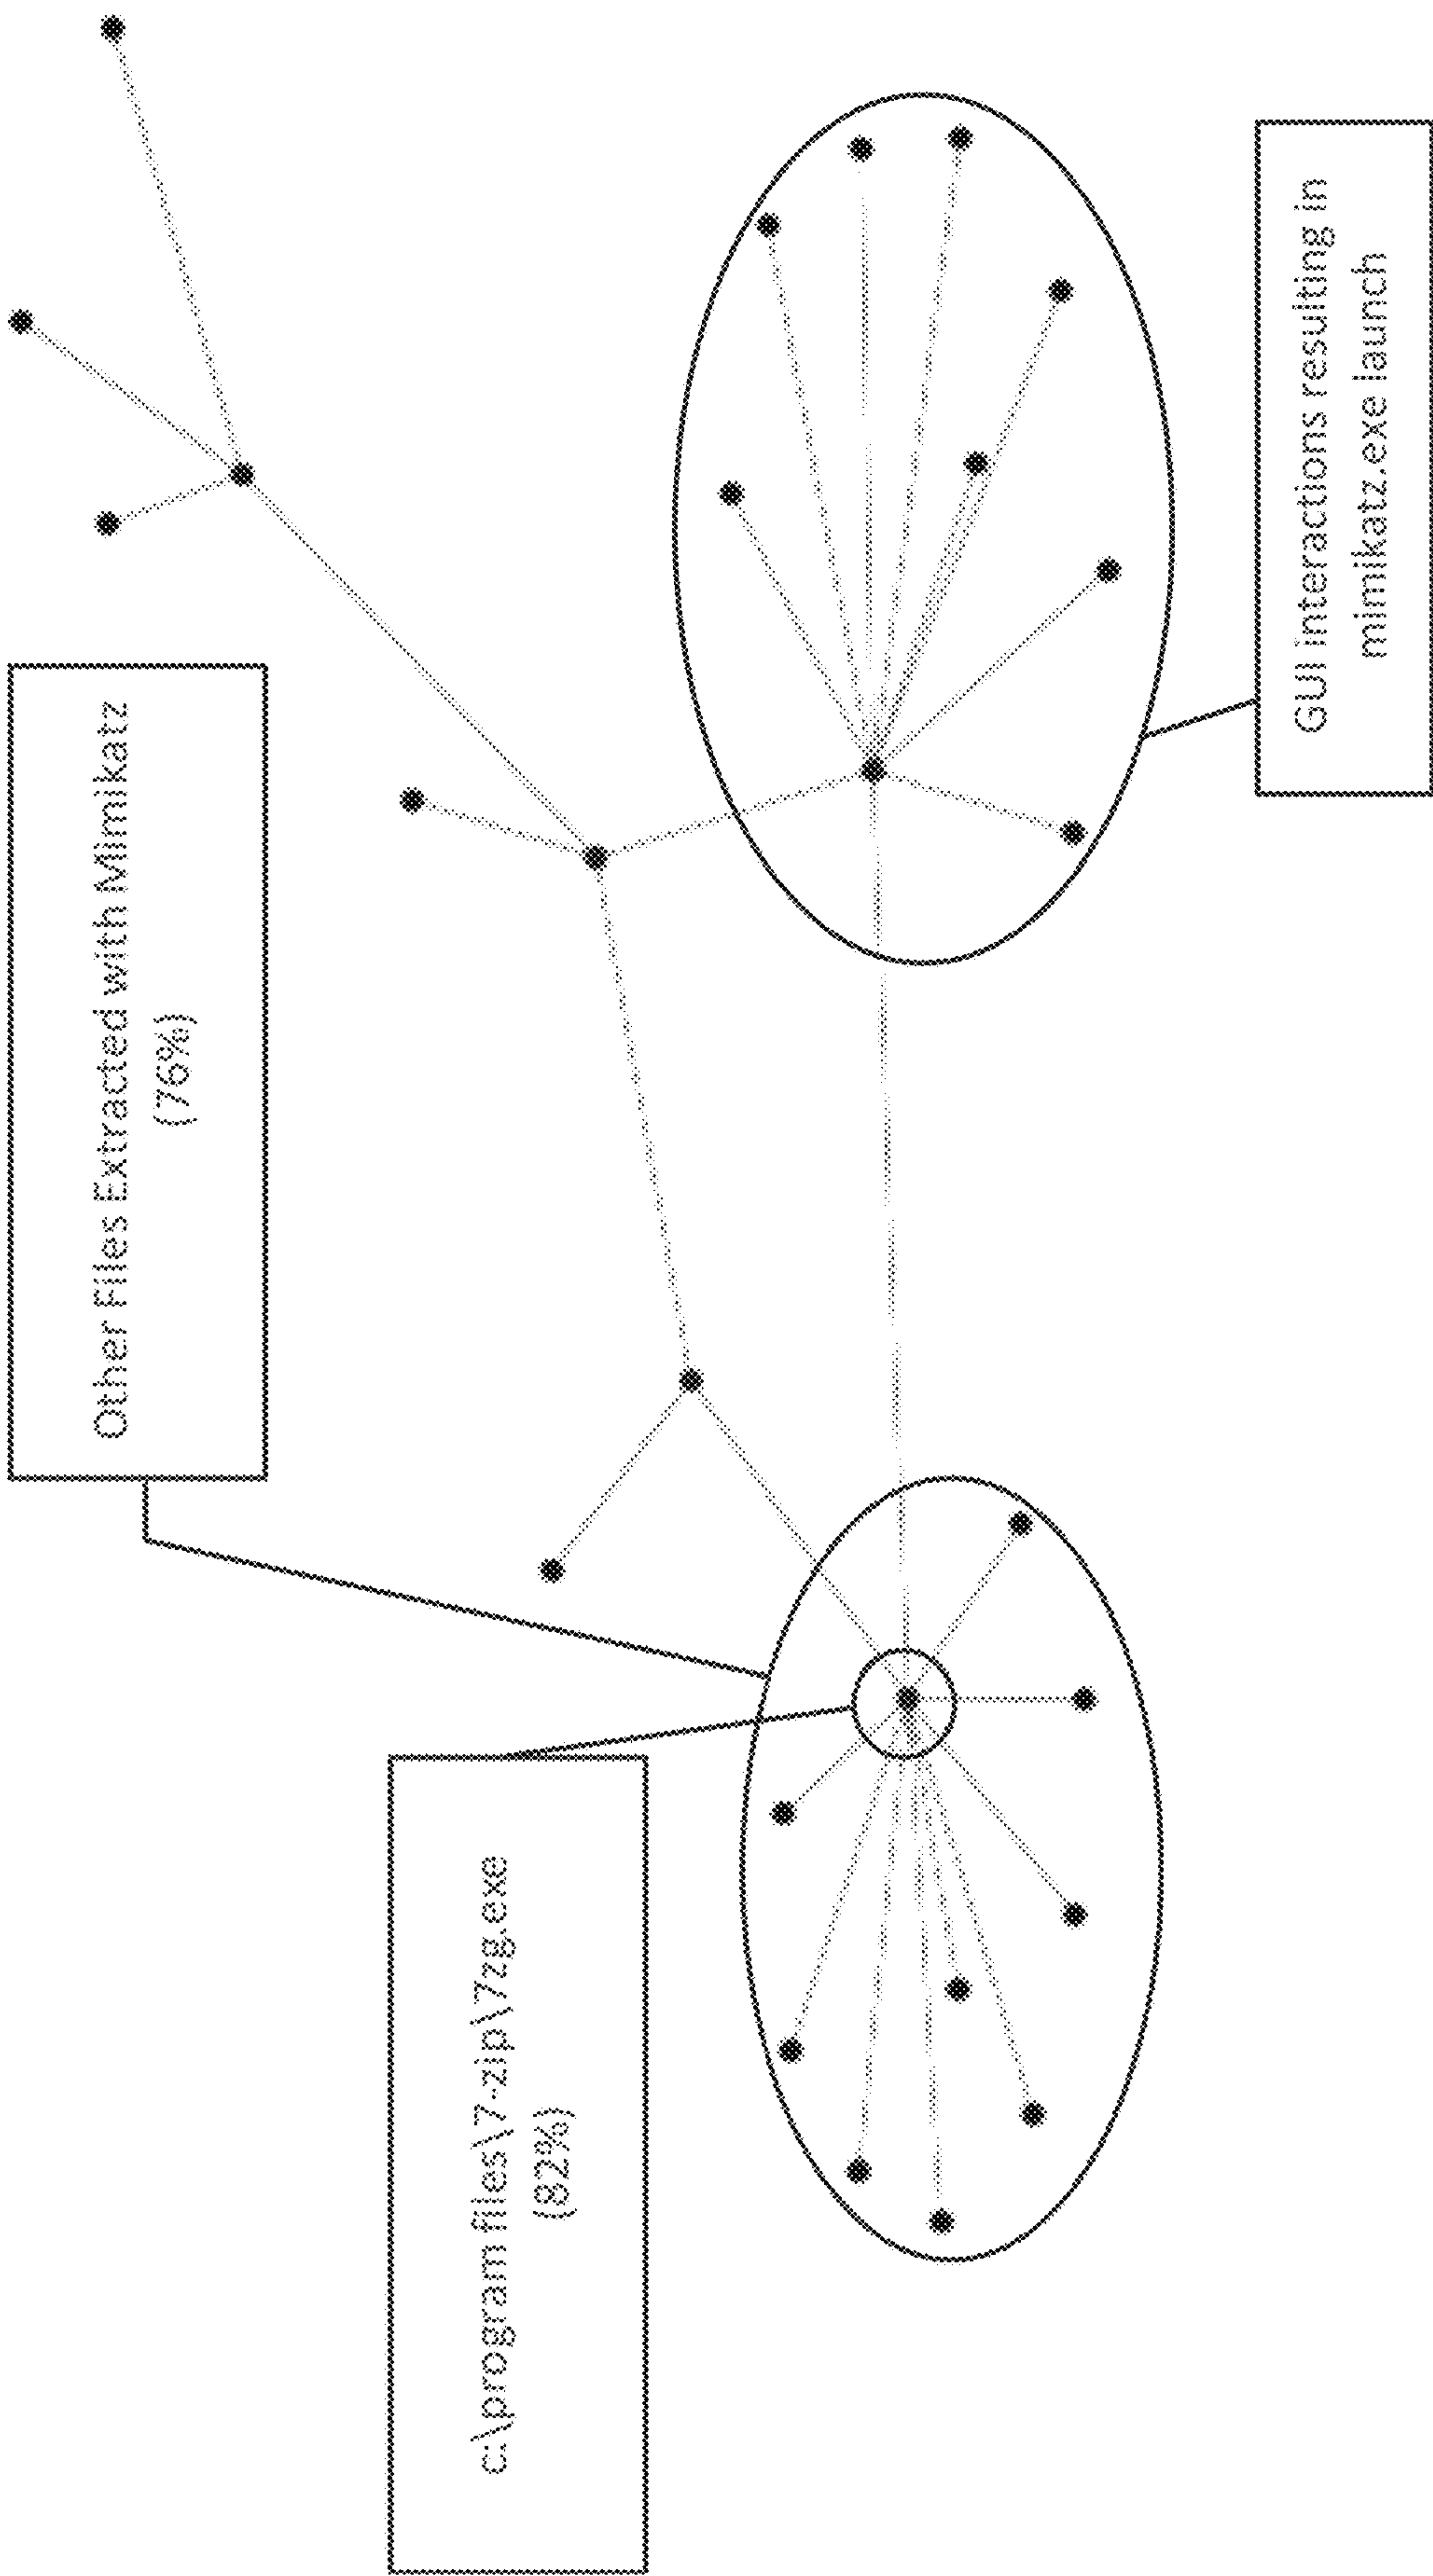 Other Files Extracted with Mimikatz
(76%)
c:\program files\7-zip\7zg.exe
(82%)
GUI interactions resulting in
mimikatz.exe launch